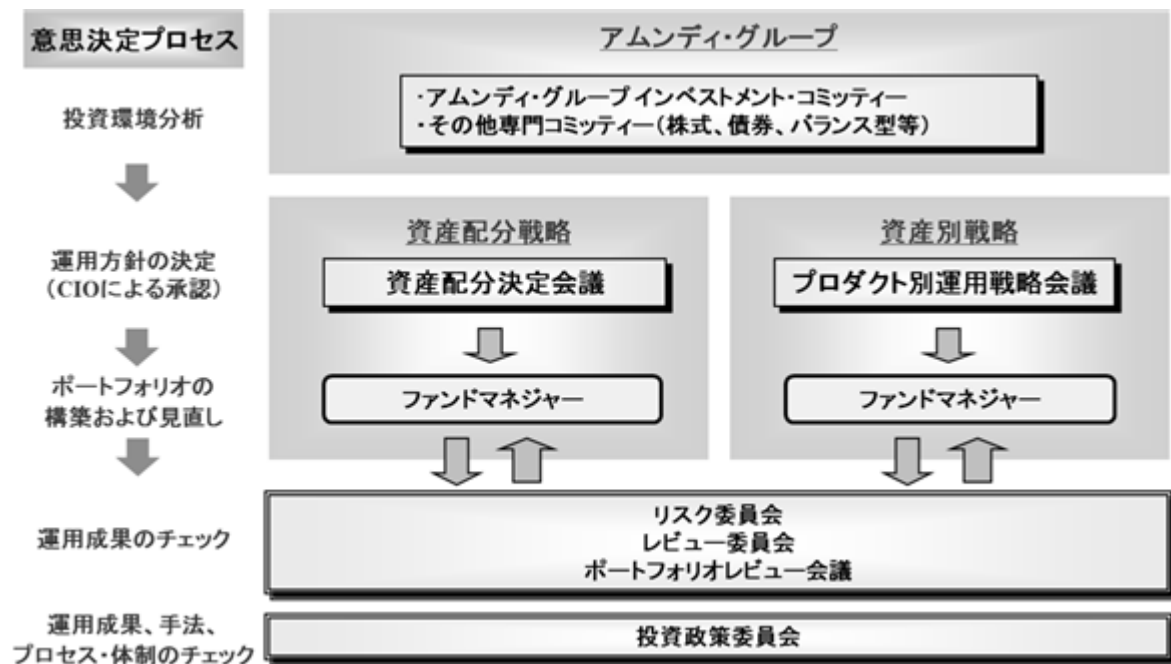 意思決定プロセス
アムンディ・グループ
投資環境分析
・アムンディ・グループ インベストメント・コミッティー
・その他専門コミッティー（株式、債券、バランス型等）
運用方針の決定
（CIOによる承認）
資産配分戦略
資産配分決定会議
資産別戦略
プロダクト別運用戦略会議
ポートフォリオの
構築および見直し
ファンドマネジャー
ファンドマネジャー
運用成果のチェック
リスク委員会
レビュー委員会
ポートフォリオレビュー会議
運用成果、手法、
プロセス・体制のチェック
投資政策委員会